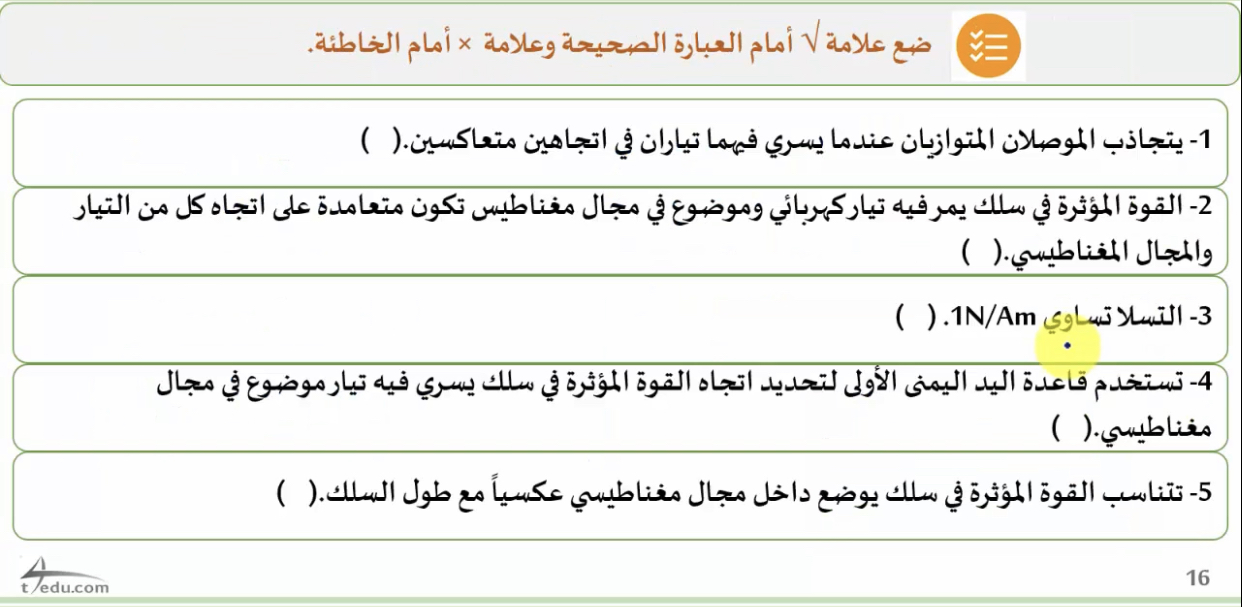 ضع علامة √ أمام العبارة الصحيحة وعلامة × أمام الخاطئة.
1- يتجاذب الموصلان المتوازيان عندما يسري فيهما تياران في اتجاهين متعاكسين.( )
2- القوة المؤثرة في سلك يمر فيه تيار كهربائي وموضوع في مجال مغناطيس تكون متعامدة على اتجاه كل من التيار
والمجال المغناطيسي.( )
3- التسلا تساوي 1N/Am. ( )
4- تستخدم قاعدة اليد اليمنى الأولى لتحديد اتجاه القوة المؤثرة في سلك يسري فيه تيار موضوع في مجال
مغناطيسي.( )
5- تتناسب القوة المؤثرة في سلك يوضع داخل مجال مغناطيسي عكسياً مع طول السلك.( )
t4edu.com
16